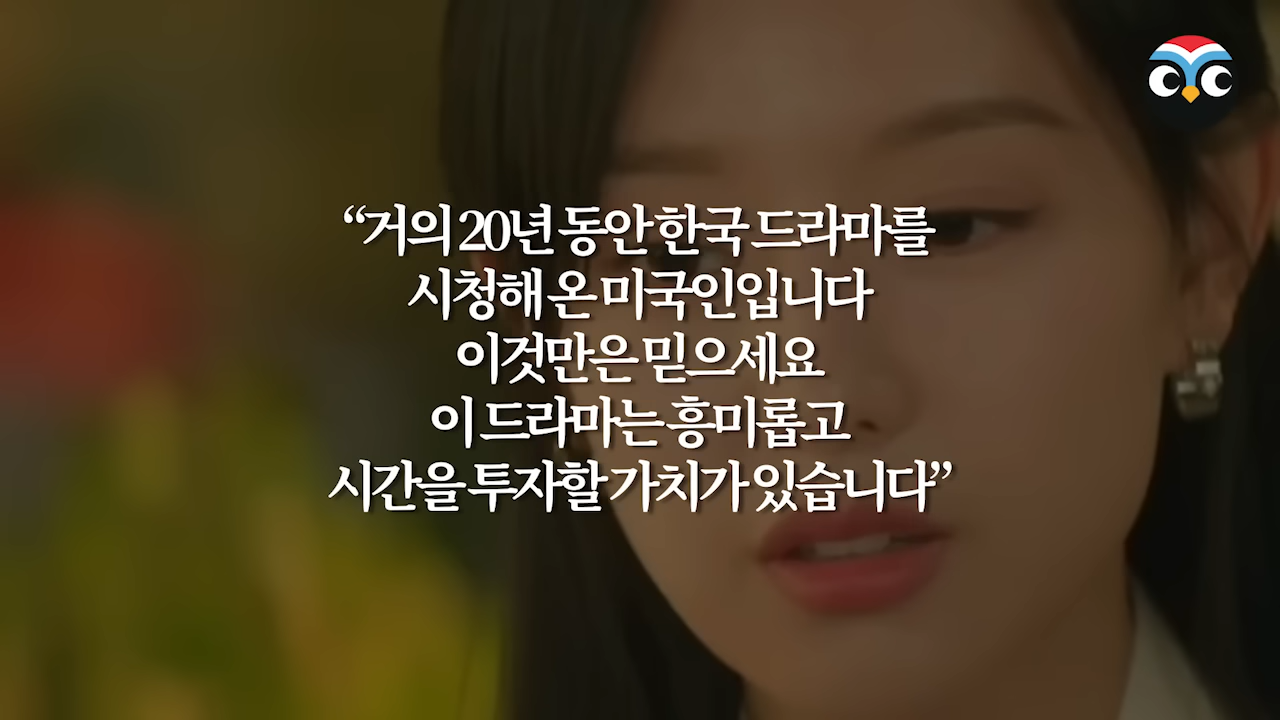 “거의 20년 동안 한국 드라마를
시청해 온 미국인입니다
이것만은 믿으세요
이 드라마는 흥미롭고
시간을 투자할 가치가 있습니다”